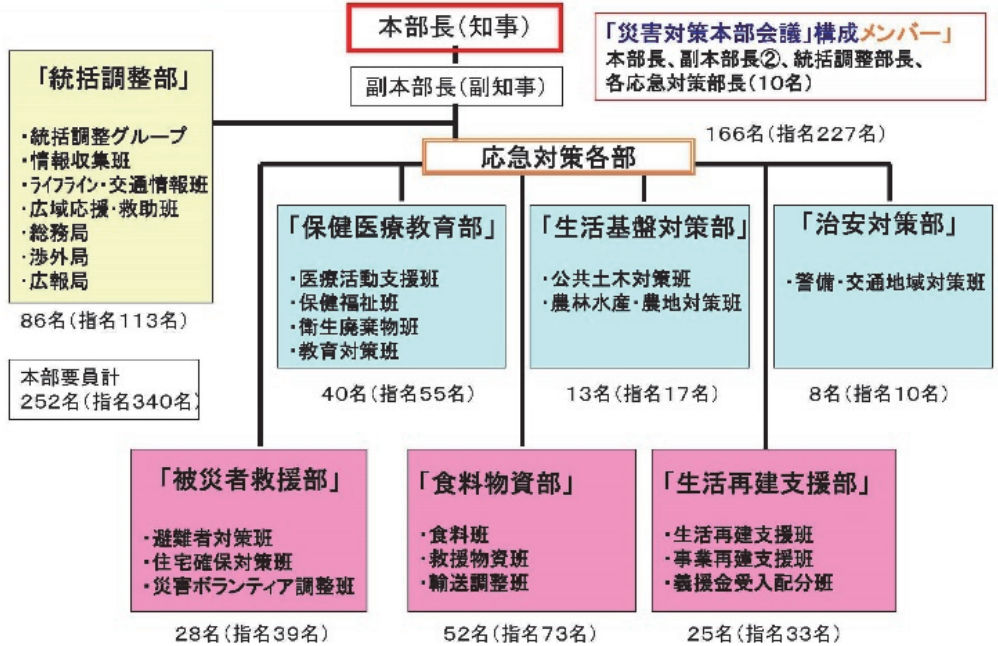 本部長(知事)
副本部長(副知事)
「災害対策本部会議」構成メンバー」
本部長、副本部長②、統括調整部長、
各応急対策部長(10名)
「統括調整部」
・統括調整グループ
・情報収集班
・ライフライン・交通情報班
・広域応援・救助班
・総務局
・渉外局
・広報局
86名(指名113名)
本部要員計
252名(指名340名)
応急対策各部
166名(指名227名)
「保健医療教育部」
・医療活動支援班
・保健福祉班
・衛生廃棄物班
・教育対策班
40名(指名55名)
「生活基盤対策部」
・公共土木対策班
・農林水産・農地対策班
13名(指名17名)
「治安対策部」
・警備・交通地域対策班
8名(指名10名)
「被災者救援部」
・避難者対策班
・住宅確保対策班
・災害ボランティア調整班
28名(指名39名)
「食料物資部」
・食料班
・救援物資班
・輸送調整班
52名(指名73名)
「生活再建支援部」
・生活再建支援班
・事業再建支援班
・義援金受入配分班
25名(指名33名)